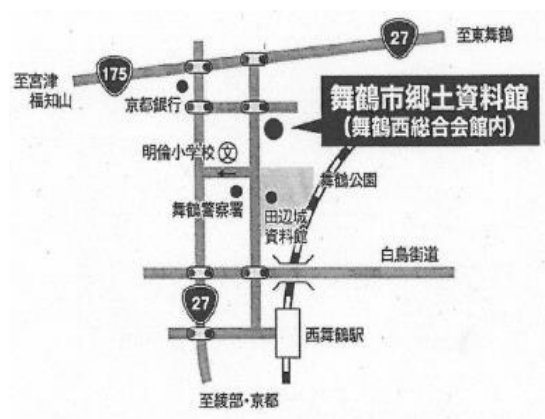 27
至東舞鶴
175
至宮津
福知山
京都銀行
舞鶴市郷土資料館
(舞鶴西総合会館内)
明倫小学校
文
舞鶴公園
舞鶴警察署
田辺城
資料館
白鳥街道
27
西舞鶴駅
至綾部・京都